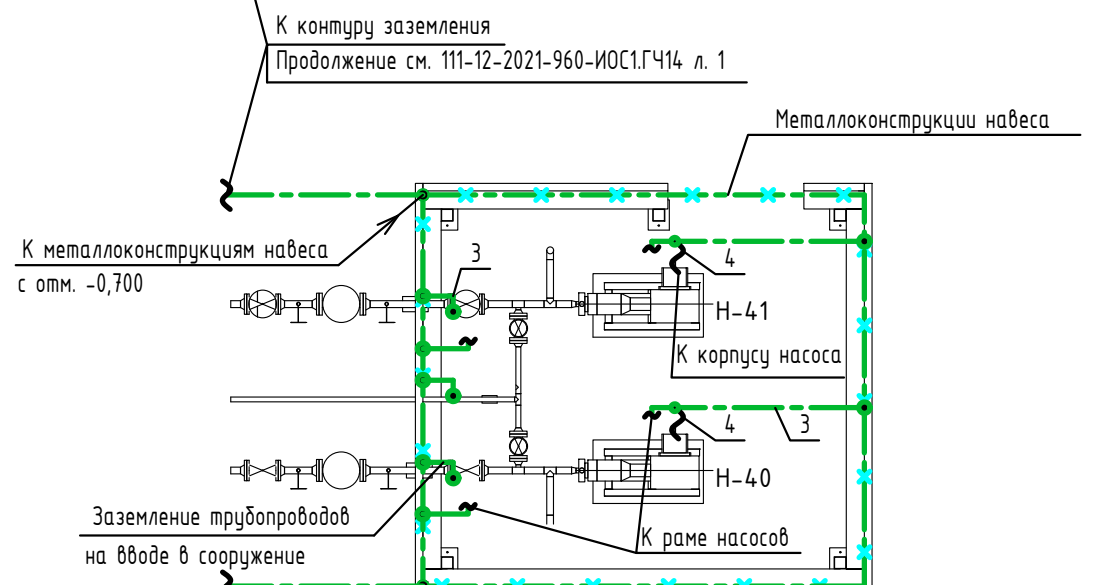 К контуру заземления
Продолжение см. 111-12-2021-960-ИОС1.ГЧ14 л. 1
Металлоконструкции навеса
К металлоконструкциям навеса
с отм. -0,700
3
4
Н-41
К корпусу насоса
4
3
Н-40
Заземление трубопроводов
на вводе в сооружение
К раме насосов